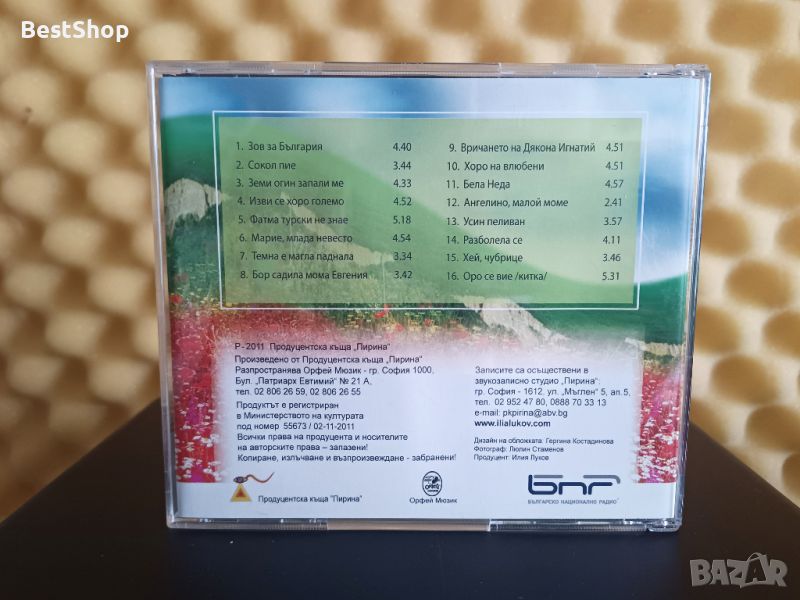 BestShop
1. Зов за България 4.40
2. Сокол пие 3.44
3. Земи огин запали ме 4.33
4. Изви се хоро големо 4.52
5. Фатма турски не знае 5.18
6. Марие, млада невесто 4.54
7. Темна е магла паднала 3.34
8. Бор садила мома Евгения 3.42
9. Вричането на Дякона Игнатий 4.51
10. Хоро на влюбени 4.51
11. Бела Неда 4.57
12. Ангелино, малой моме 2.41
13. Усин пеливан 3.57
14. Разболела се 4.11
15. Хей, чубрице 3.46
16. Оро се вие /китка/ 5.31
P - 2011 Продуцентска къща „Пирина"
Произведено от Продуцентска къща „Пирина"
Разпространява Орфей Мюзик - гр. София 1000,
Бул. „Патриарх Евтимий" № 21 А,
тел. 02 806 26 59, 02 806 26 55
Продуктът е регистриран
в Министерството на културата
под номер 55673 / 02-11-2011
Всички права на продуцента и носителите
на авторските права – запазени!
Копиране, излъчване и възпроизвеждане - забранени!
Записите са осъществени в
звукозаписно студио „Пирина":
гр. София - 1612, ул. „Мъглен" 5, ап.5,
тел. 02 952 47 80, 0888 70 33 13
e-mail: pkpirina@abv.bg
www.ilialukov.com
Дизайн на обложката: Гергина Костадинова
Фотограф: Люпин Стаменов
Продуцент: Илия Луков
Продуцентска къща "Пирина"
Орфей Мюзик
бнр
БЪЛГАРСКО НАЦИОНАЛНО РАДИО
BAZAR